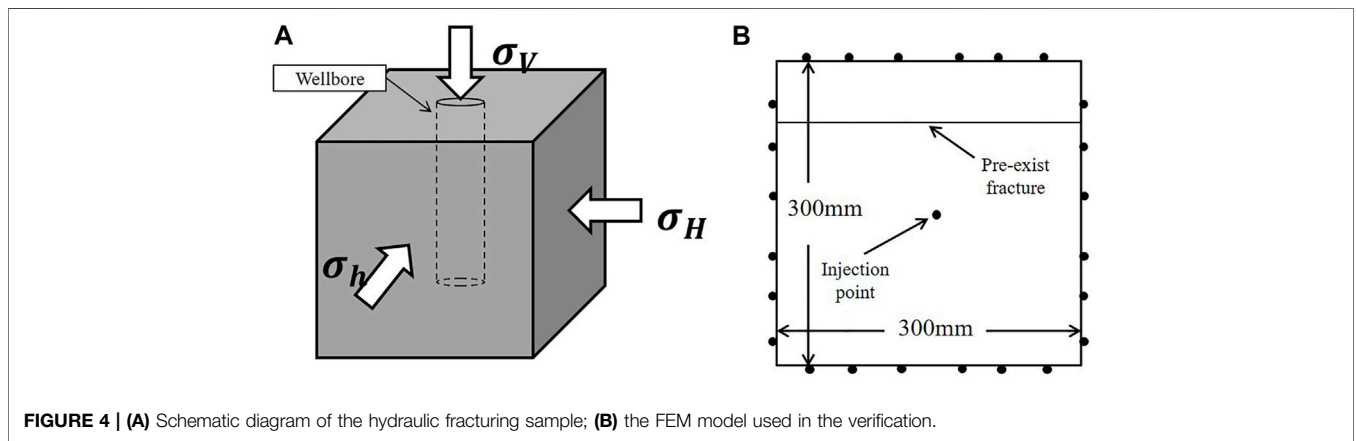 A
σV
Wellbore
σH
σh
B
Pre-exist
fracture
300mm
Injection
point
300mm
FIGURE 4 | (A) Schematic diagram of the hydraulic fracturing sample; (B) the FEM model used in the verification.